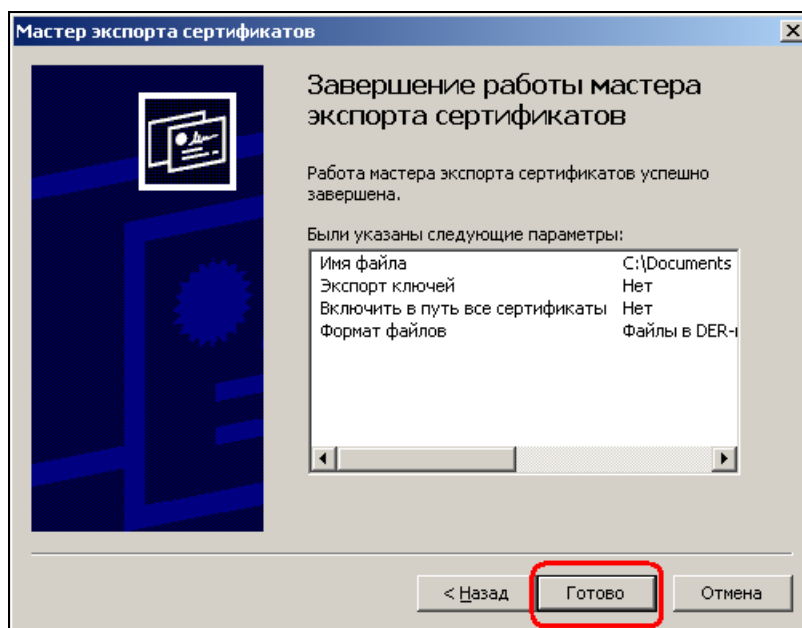 Мастер экспорта сертификатов
Завершение работы мастера
экспорта сертификатов
Работа мастера экспорта сертификатов успешно
завершена.
Были указаны следующие параметры:
Имя файла C:\Documents
Экспорт ключей Нет
Включить в путь все сертификаты Нет
Формат файлов Файлы в DER-
< Назад Готово Отмена